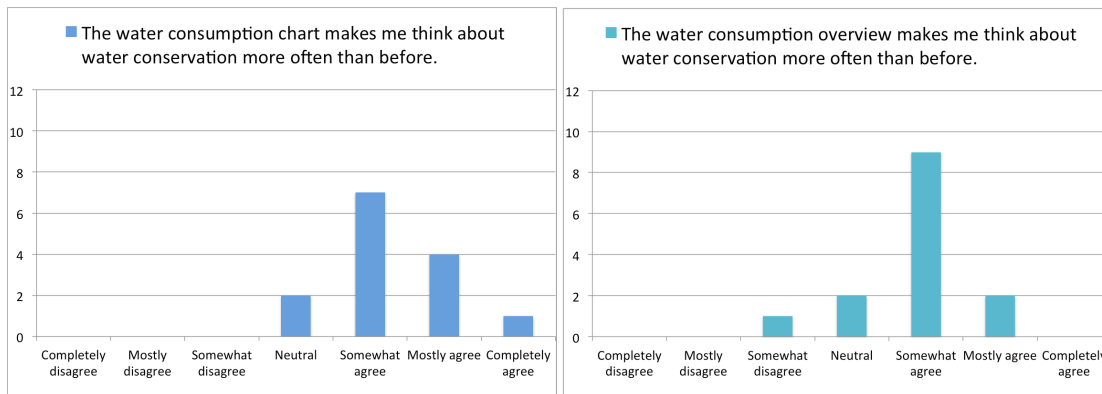 The water consumption chart makes me think about
water conservation more often than before.
12
10
8
6
4
2
0
Completely disagree
Mostly disagree
Somewhat disagree
Neutral
Somewhat agree
Mostly agree
Completely agree
The water consumption overview makes me think about
water conservation more often than before.
12
10
8
6
4
2
0
Completely disagree
Mostly disagree
Somewhat disagree
Neutral
Somewhat agree
Mostly agree
Completely agree